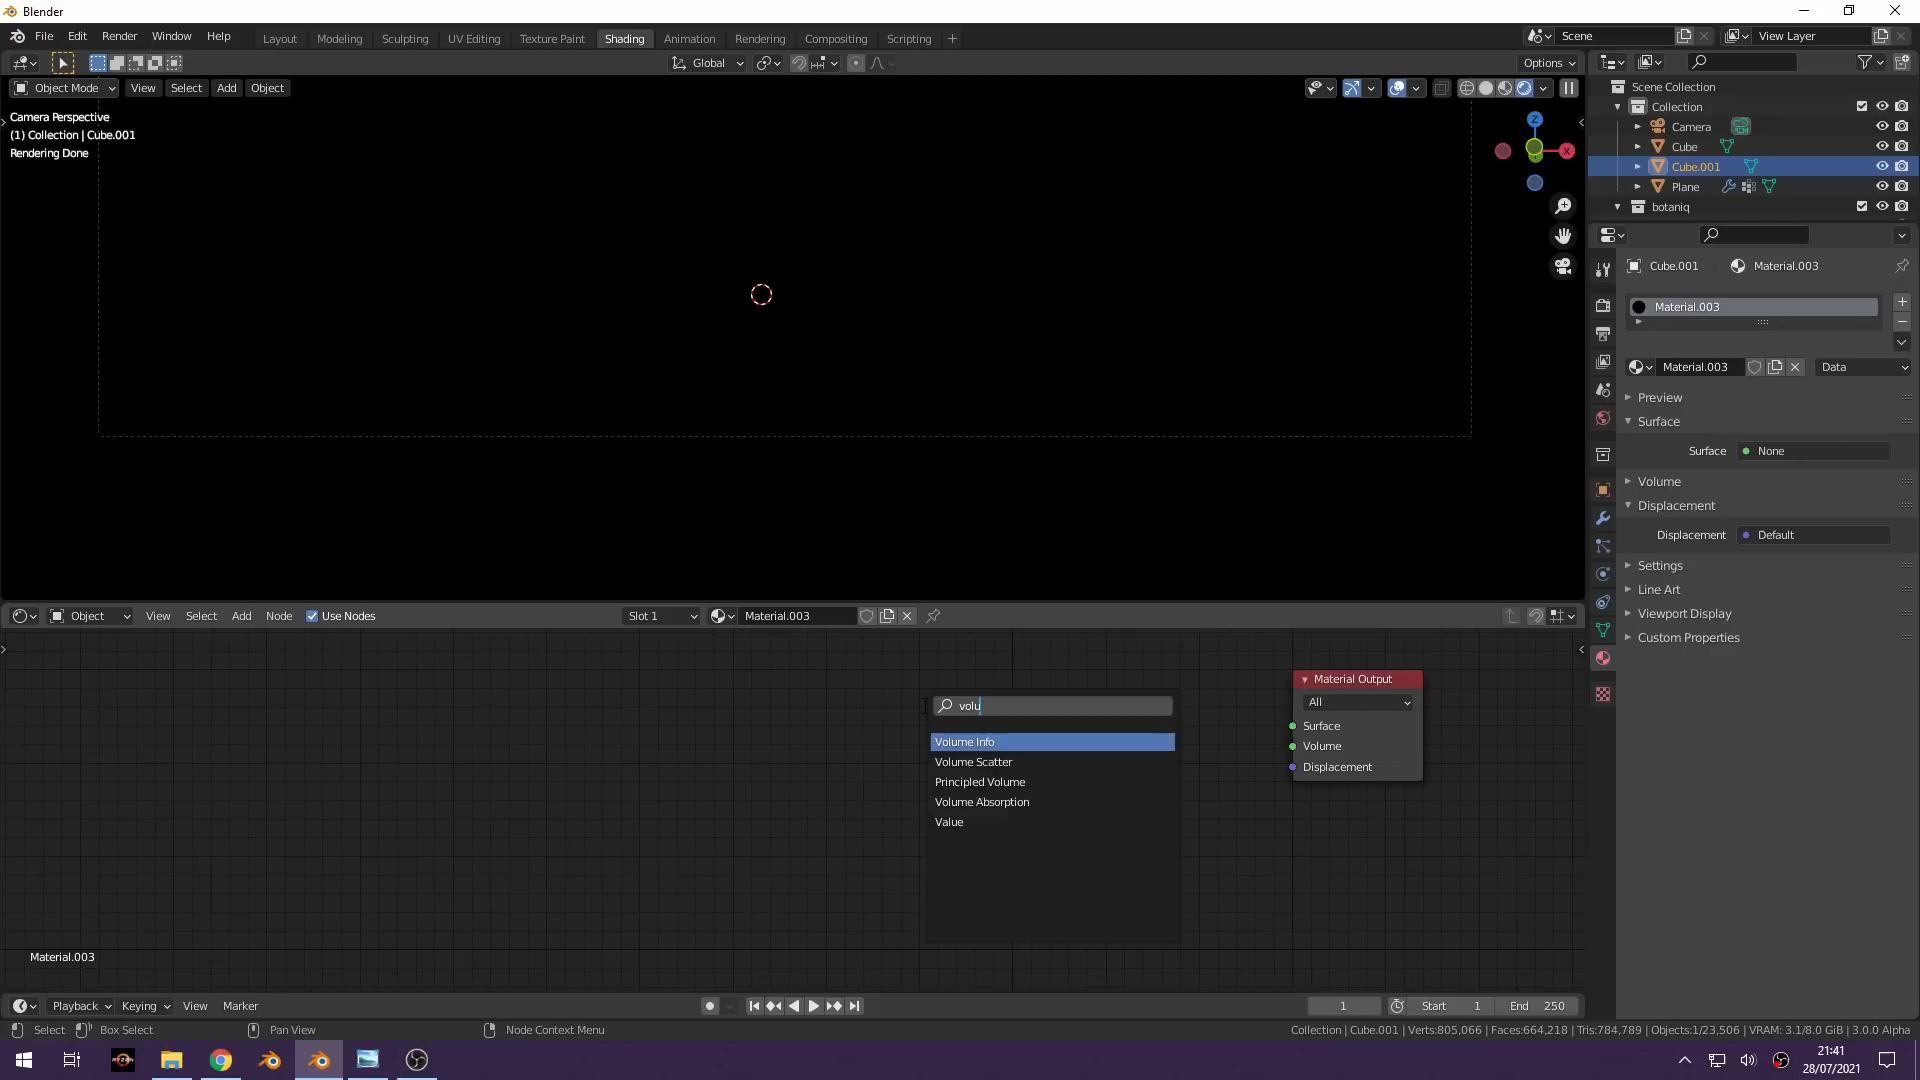 Blender
File Edit Render Window Help
Layout Modeling Sculpting UV Editing Texture Paint Shading Animation Rendering Compositing Scripting +
Scene
View Layer
Global
Options
Object Mode View Select Add Object
Camera Perspective
(1) Collection | Cube.001
Rendering Done
Z
X
Scene Collection
Collection
Camera
Cube
Cube.001
Plane
botaniq
Cube.001 Material.003
Material.003
Material.003 Data
Preview
Surface
Surface None
Volume
Displacement
Displacement Default
Settings
Line Art
Viewport Display
Custom Properties
Object View Select Add Node Use Nodes Slot 1 Material.003
volu
Volume Info
Volume Scatter
Principled Volume
Volume Absorption
Value
Material Output
All
Surface
Volume
Displacement
Material.003
Playback Keying View Marker
1 Start 1 End 250
Select Box Select Pan View Node Context Menu
Collection | Cube.001 | Verts:805,066 | Faces:664,218 | Tris:784,789 | Objects:1/23,506 | VRAM: 3.1/8.0 GiB | 3.0.0 Alpha
RYZEN
21:41
28/07/2021